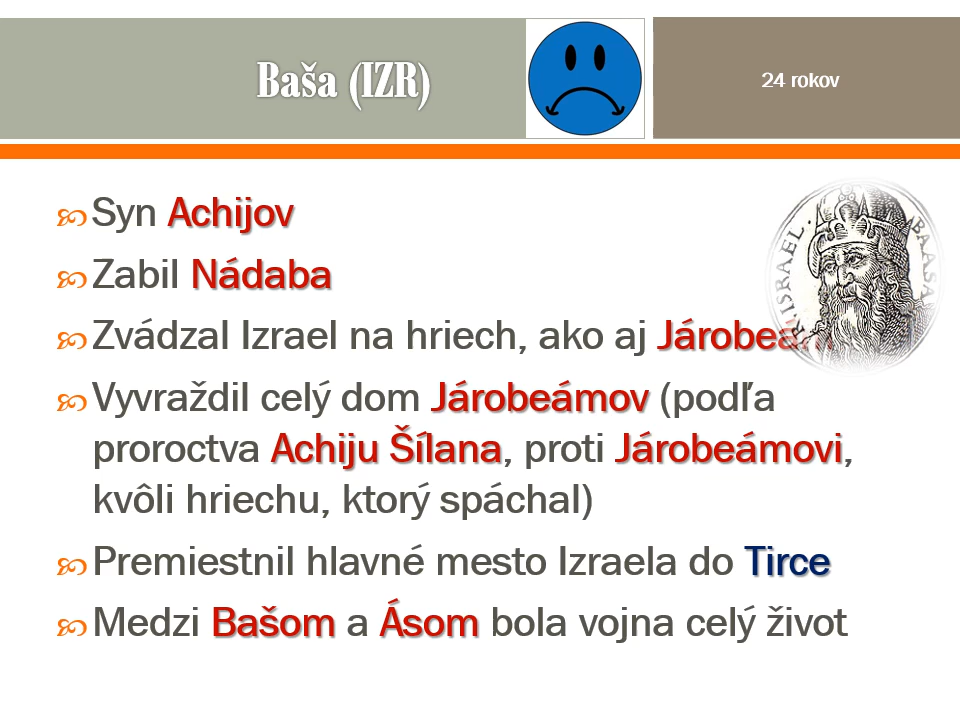 Baša (IZR)
24 rokov
Syn Achijov
Zabil Nádaba
Zvádzal Izrael na hriech, ako aj Járobeám
Vyvraždil celý dom Járobeámov (podľa
proroctva Achiju Šílana, proti Járobeámovi,
kvôli hriechu, ktorý spáchal)
Premiestnil hlavné mesto Izraela do Tirce
Medzi Bašom a Ásom bola vojna celý život
ISRAEL
BAASA